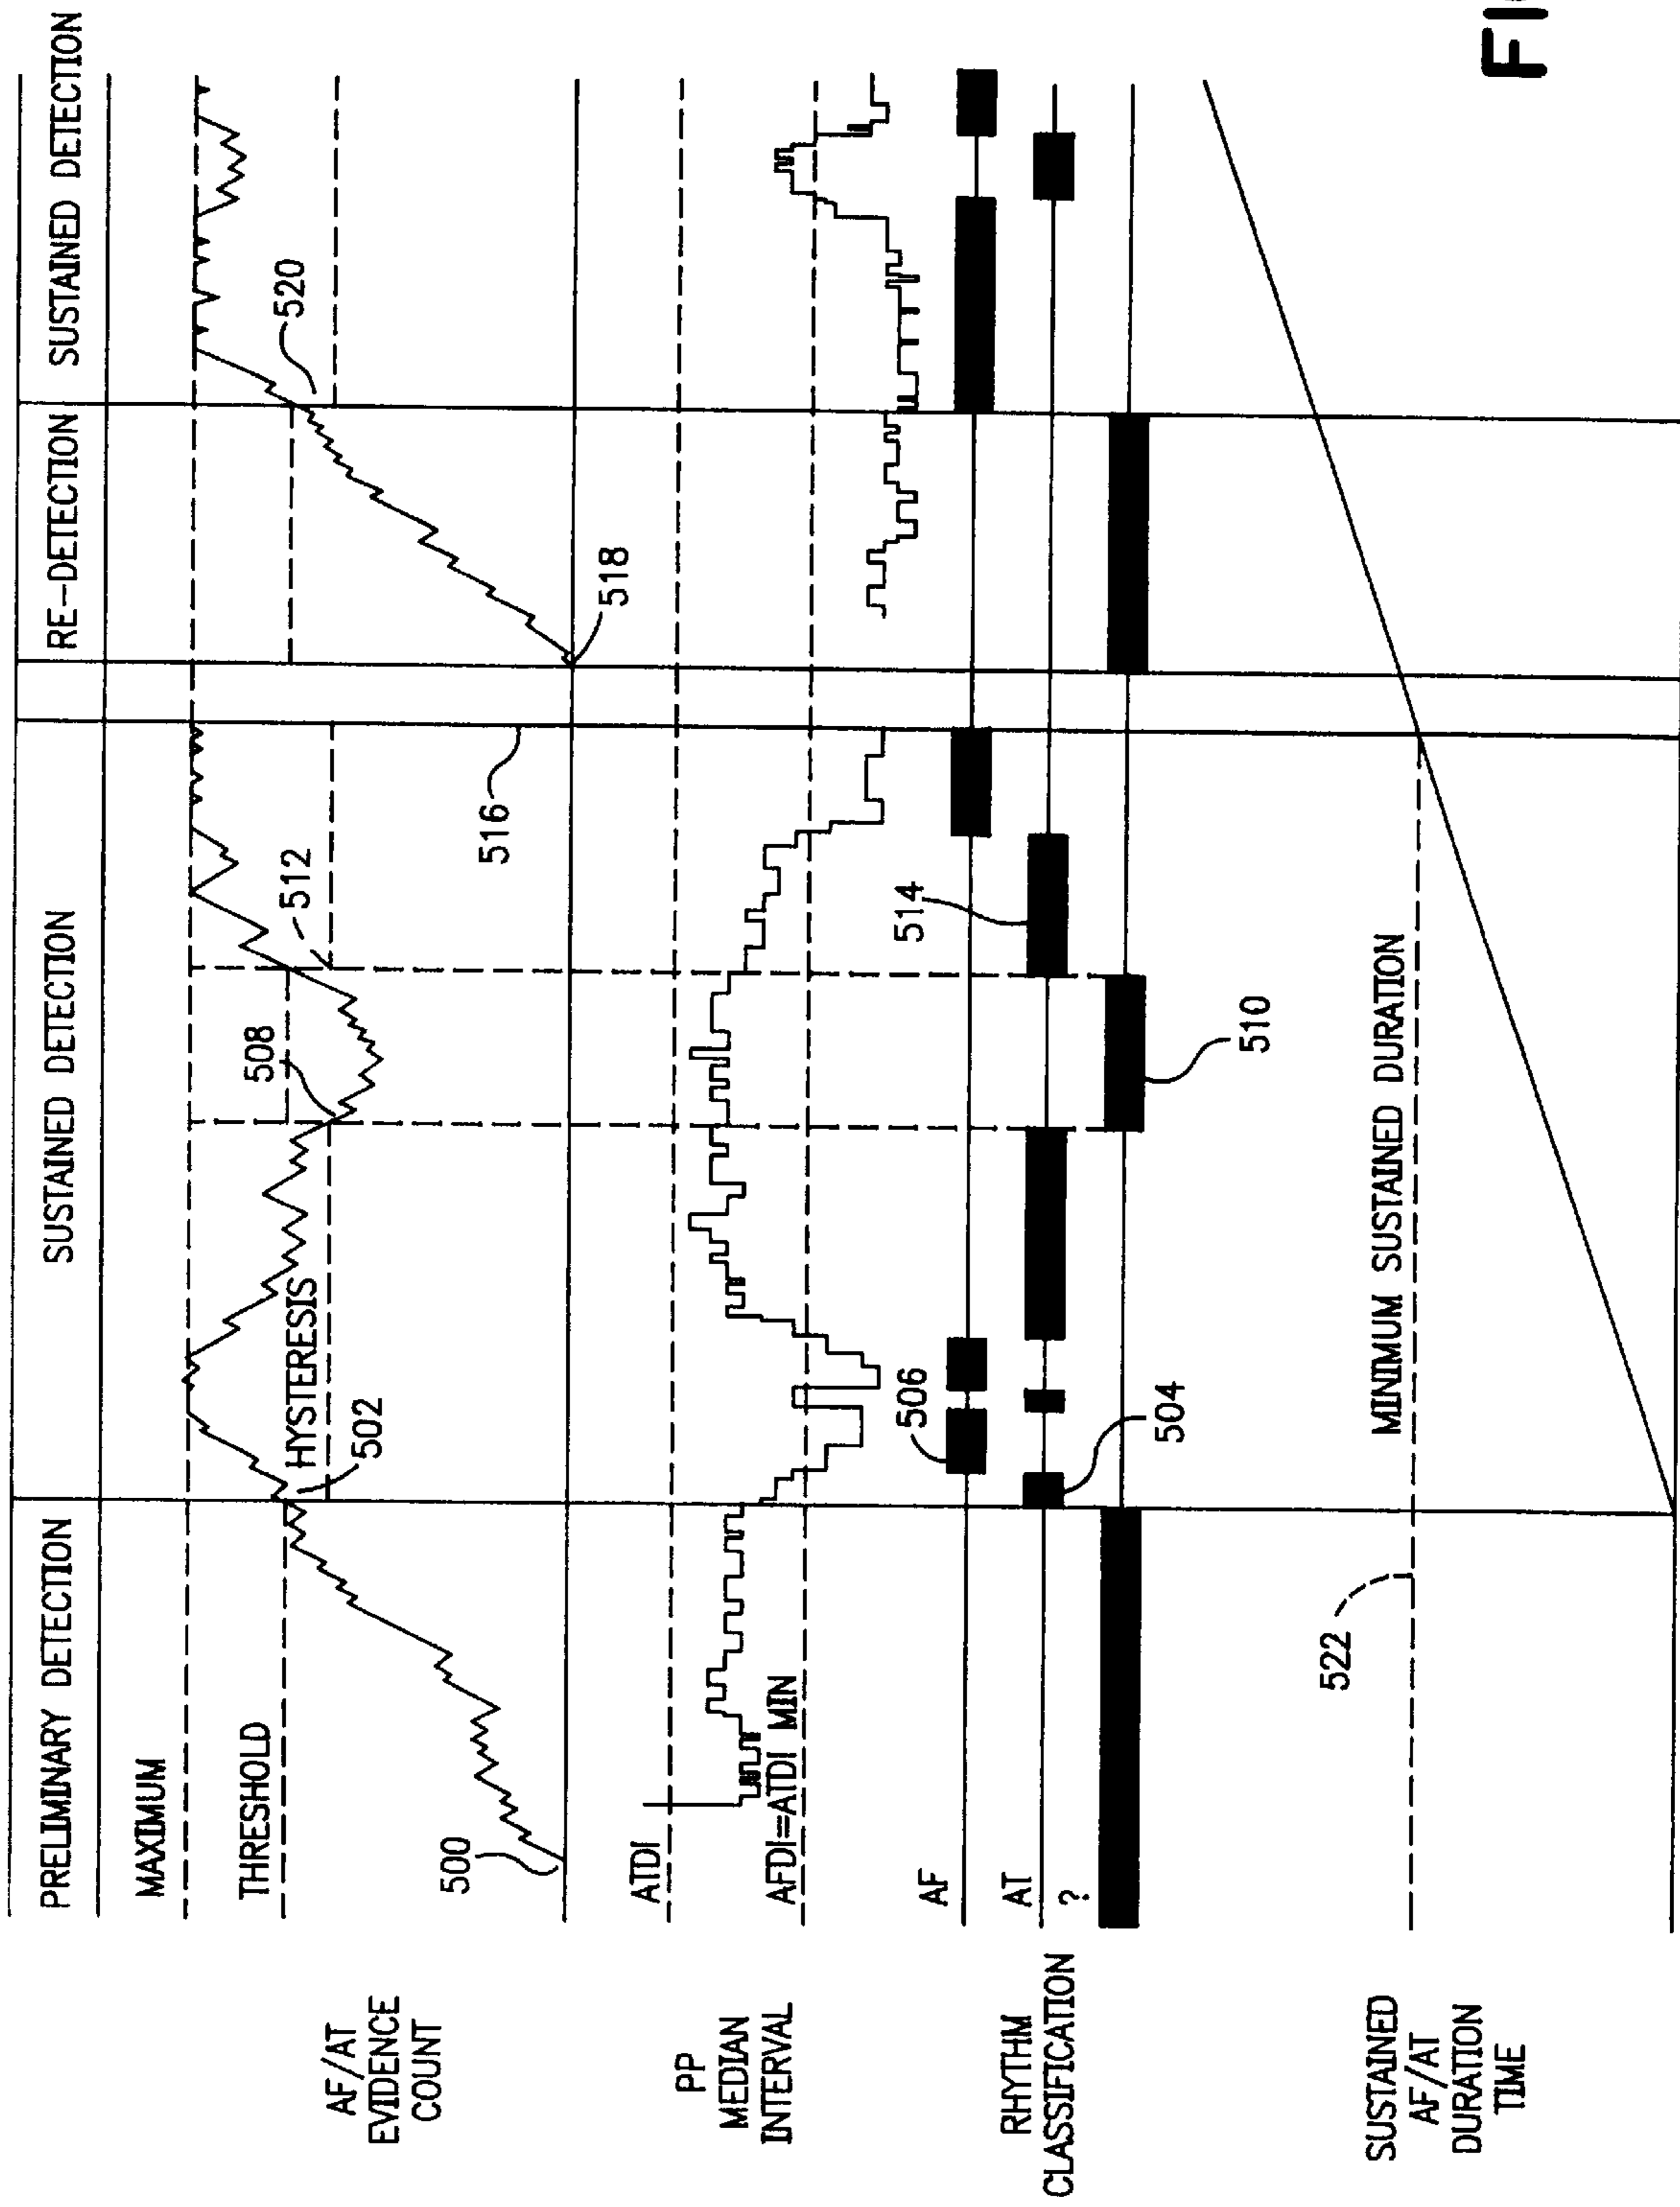 PRELIMINARY DETECTION
SUSTAINED DETECTION
RE-DETECTION
SUSTAINED DETECTION
AF/AT
EVIDENCE
COUNT
MAXIMUM
THRESHOLD
HYSTERESIS
500
502
508
512
516
518
520
PP
MEDIAN
INTERVAL
ATDI
AFDI=ATDI MIN
RHYTHM
CLASSIFICATION
AF
AT
?
506
504
514
510
SUSTAINED
AF/AT
DURATION
TIME
522
MINIMUM SUSTAINED DURATION